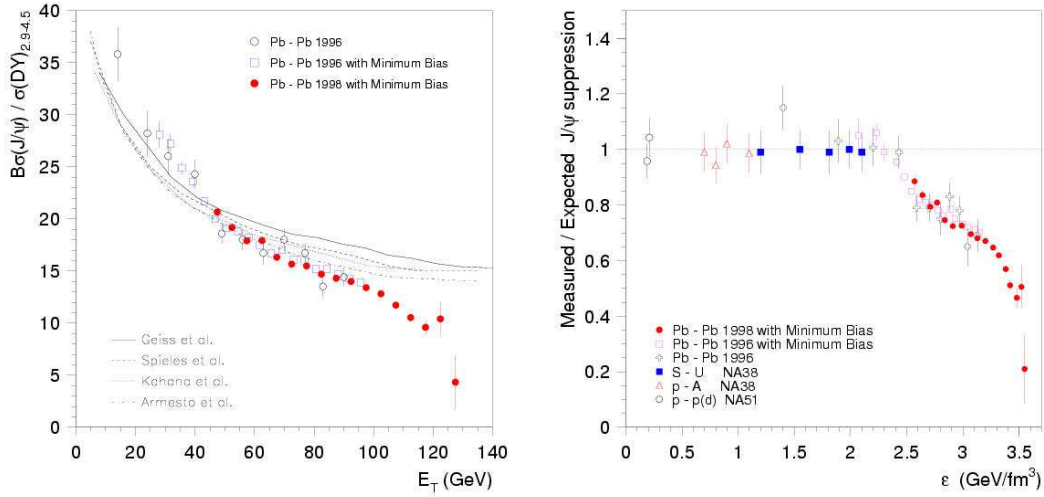 Bσ(J/ψ) / σ(DY)2.9-4.5
40
35
30
25
20
15
10
5
0
Pb - Pb 1996
Pb - Pb 1996 with Minimum Bias
Pb - Pb 1998 with Minimum Bias
Geiss et al.
Spieles et al.
Kahana et al.
Armesto et al.
0 20 40 60 80 100 120 140
ET (GeV)
Measured / Expected J/ψ suppression
1.4
1.2
1
0.8
0.6
0.4
0.2
0
Pb - Pb 1998 with Minimum Bias
Pb - Pb 1996 with Minimum Bias
Pb - Pb 1996
S - U NA38
p - A NA38
p - p(d) NA51
0 0.5 1 1.5 2 2.5 3 3.5
ε (GeV/fm3)